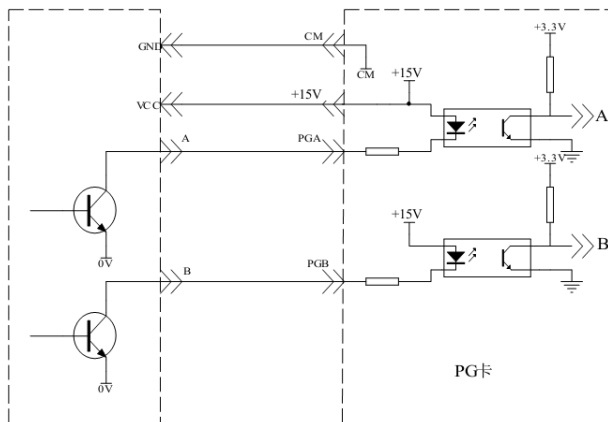 GND
CM
+3.3V
CM
VCC
+15V
+15V
A
A
PGA
+3.3V
0V
+15V
B
B
PGB
0V
PG卡